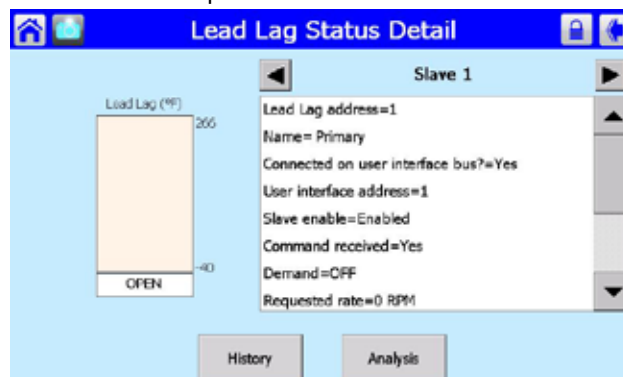 Lead Lag Status Detail
Slave 1
Lead Lag (°F)
266
-40
OPEN
Lead Lag address=1
Name= Primary
Connected on user interface bus?=Yes
User interface address=1
Slave enable=Enabled
Command received=Yes
Demand=OFF
Requested rate=0 RPM
History
Analysis